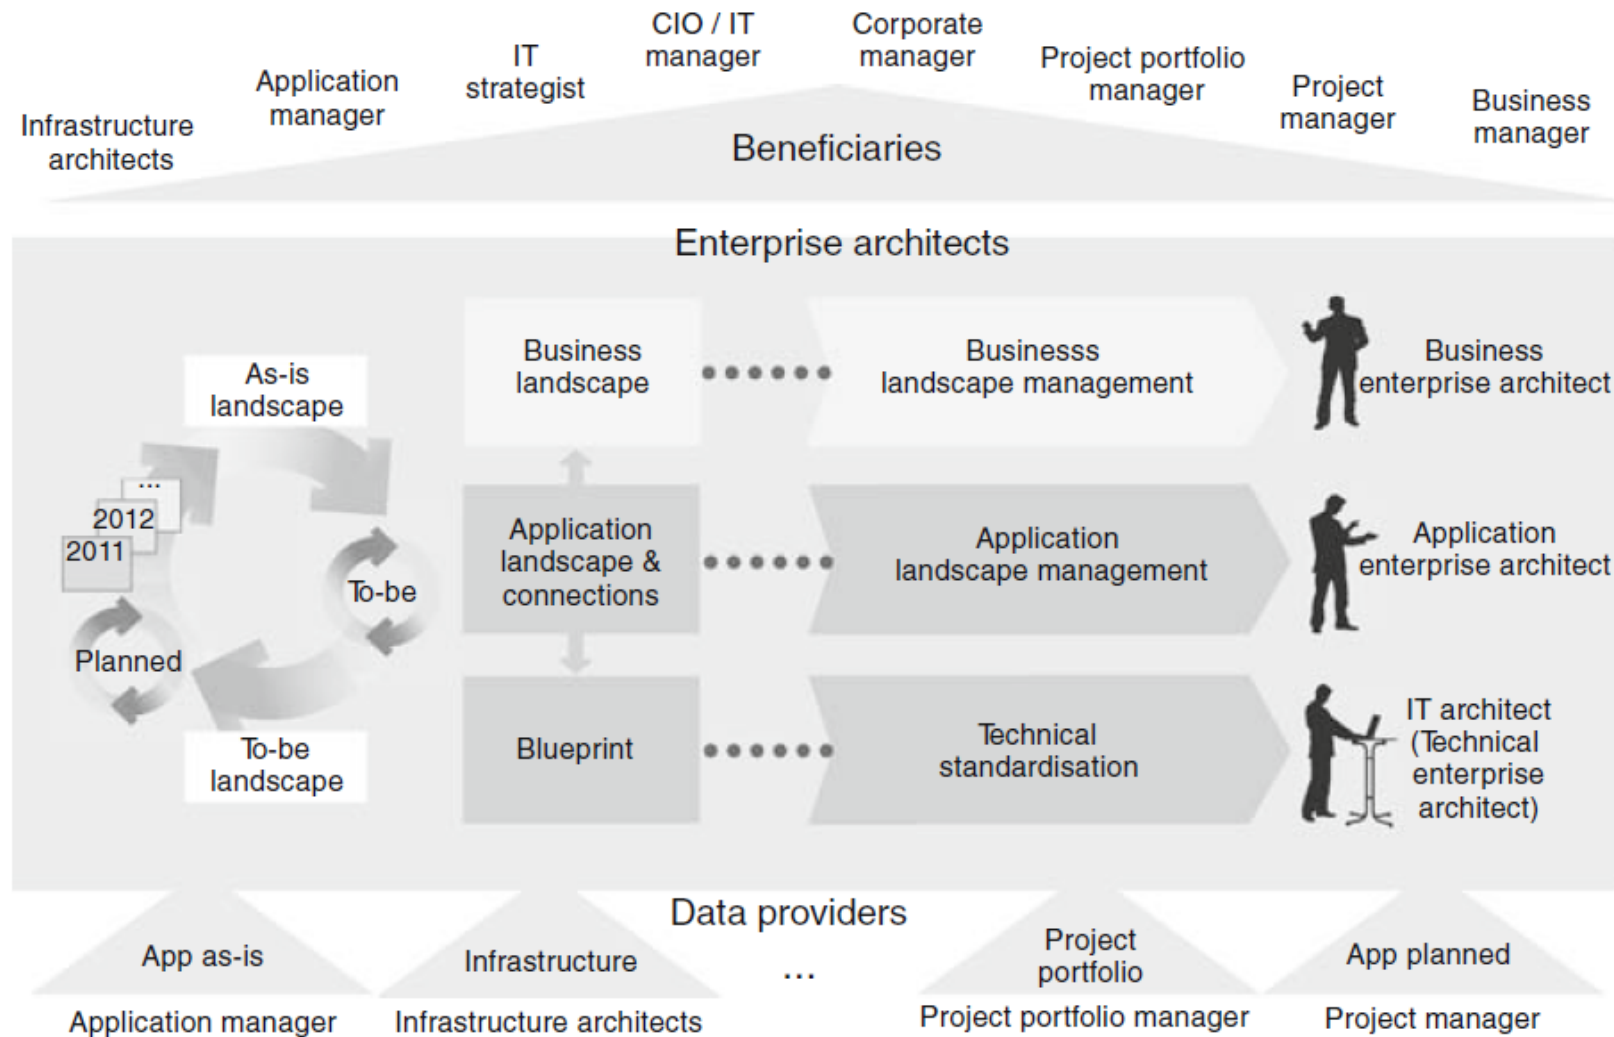 CIO / IT
manager
Corporate
manager
IT
strategist
Project portfolio
manager
Application
manager
Project
manager
Business
manager
Infrastructure
architects
Beneficiaries
Enterprise architects
As-is
landscape
...
2012
2011
To-be
Planned
To-be
landscape
Business
landscape
Businesss
landscape management
Business
enterprise architect
Application
landscape &
connections
Application
landscape management
Application
enterprise architect
Blueprint
Technical
standardisation
IT architect
(Technical
enterprise
architect)
Data providers
App as-is
Infrastructure
...
Project
portfolio
App planned
Application manager
Infrastructure architects
Project portfolio manager
Project manager